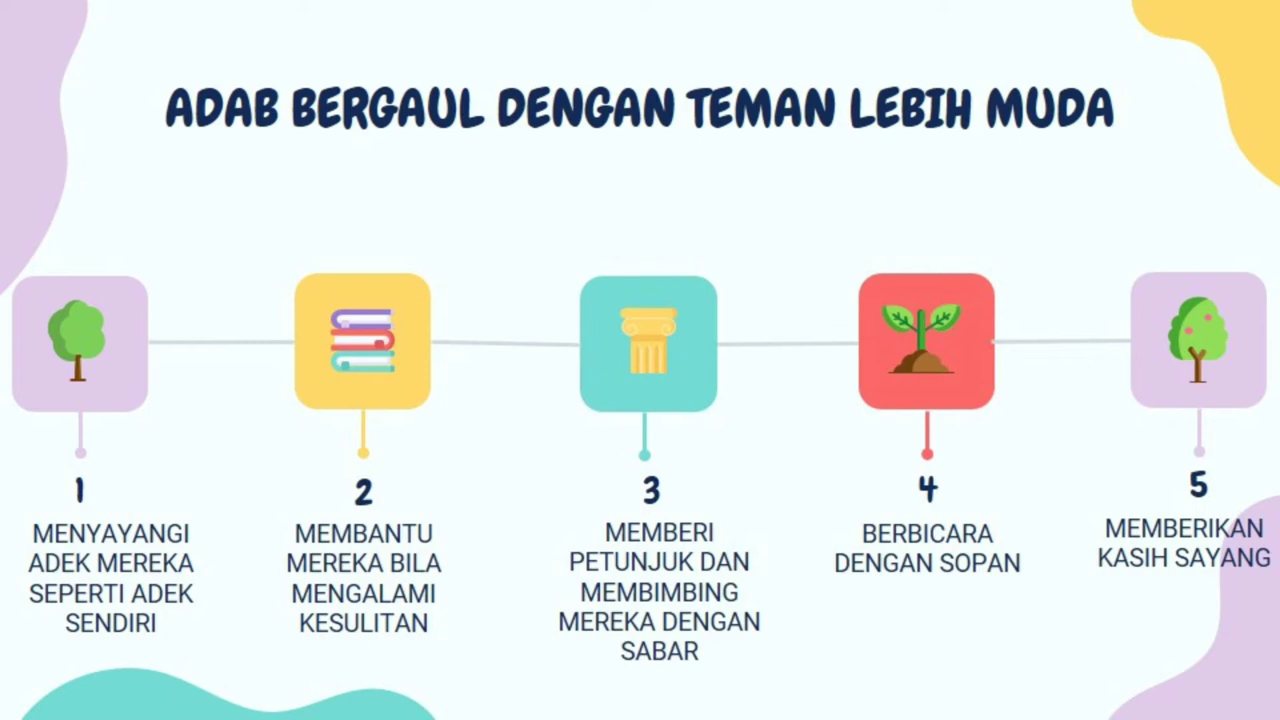 ADAB BERGAUL DENGAN TEMAN LEBIH MUDA
1
MENYAYANGI
ADEK MEREKA
SEPERTI ADEK
SENDIRI
2
MEMBANTU
MEREKA BILA
MENGALAMI
KESULITAN
3
MEMBERI
PETUNJUK DAN
MEMBIMBING
MEREKA DENGAN
SABAR
4
BERBICARA
DENGAN SOPAN
5
MEMBERIKAN
KASIH SAYANG